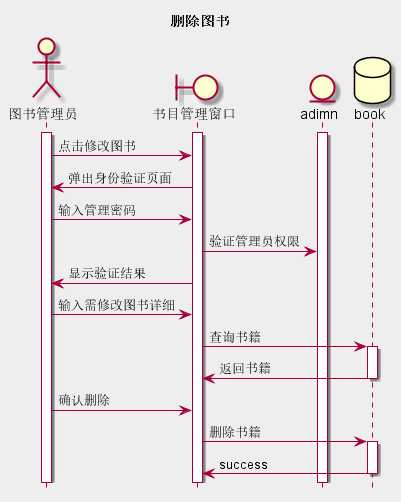 删除图书
图书管理员
书目管理窗口
adimn
book
点击修改图书
弹出身份验证页面
输入管理密码
验证管理员权限
显示验证结果
输入需修改图书详细
查询书籍
返回书籍
确认删除
删除书籍
success